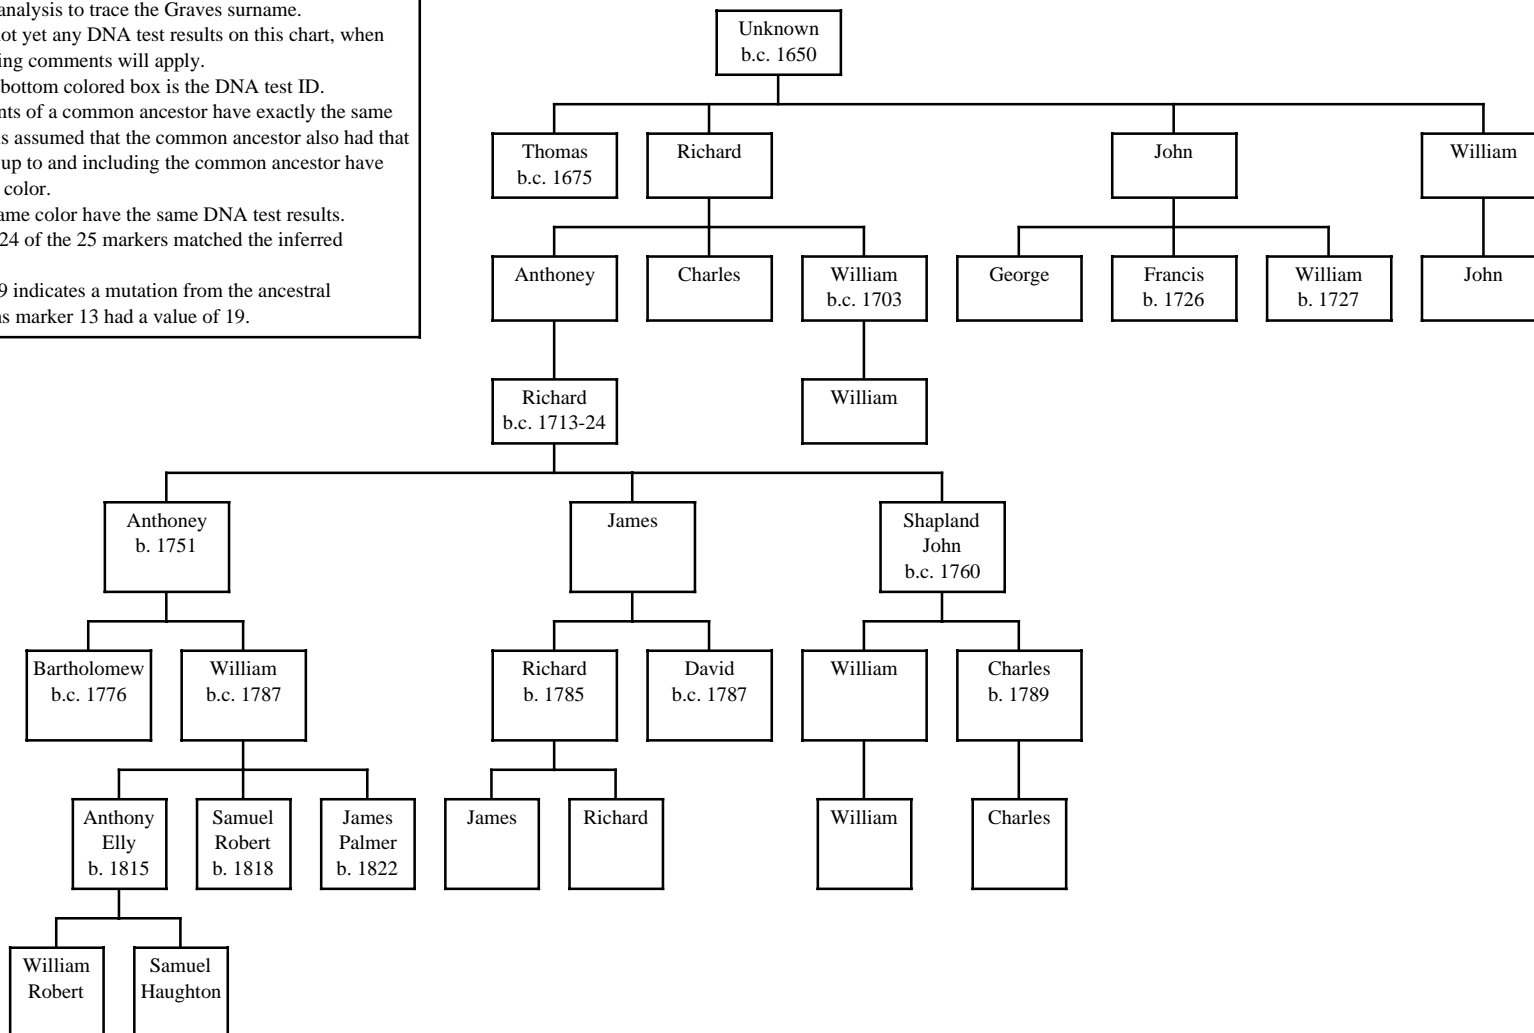 analysis to trace the Graves surname.
ot yet any DNA test results on this chart, when
ing comments will apply.
bottom colored box is the DNA test ID.
nts of a common ancestor have exactly the same
s assumed that the common ancestor also had that
up to and including the common ancestor have
color.
ame color have the same DNA test results.
24 of the 25 markers matched the inferred
9 indicates a mutation from the ancestral
ns marker 13 had a value of 19.
Unknown
b.c. 1650
Thomas
b.c. 1675
Richard
John
William
Anthoney
Charles
William
b.c. 1703
George
Francis
b. 1726
William
b. 1727
John
Richard
b.c. 1713-24
William
Anthoney
b. 1751
James
Shapland
John
b.c. 1760
Bartholomew
b.c. 1776
William
b.c. 1787
Richard
b. 1785
David
b.c. 1787
William
Charles
b. 1789
Anthony
Elly
b. 1815
Samuel
Robert
b. 1818
James
Palmer
b. 1822
James
Richard
William
Charles
William
Robert
Samuel
Haughton